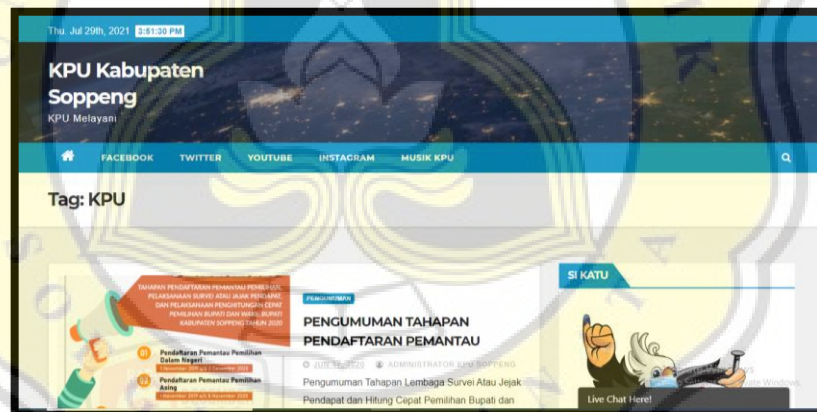 Thu. Jul 29th, 2021 3:51:30 PM
KPU Kabupaten
Soppeng
KPU Melayani
FACEBOOK TWITTER YOUTUBE INSTAGRAM MUSIK KPU
Tag: KPU
TAHAPAN PENDAFTARAN PEMANTAU PEMILIHAN,
PELAKSANAAN SURVEI ATAU JAJAK PENDAPAT,
DAN PELAKSANAAN PENGHITUNGAN CEPAT
PEMILIHAN BUPATI DAN WAKIL BUPATI
KABUPATEN SOPPENG TAHUN 2020
01 Pendaftaran Pemantau Pemilihan
Dalam Negeri
02 Pendaftaran Pemantau Pemilihan
Asing
PENGUMUMAN
PENGUMUMAN TAHAPAN
PENDAFTARAN PEMANTAU
ADMINISTRATOR KPU SOPPENG
Pengumuman Tahapan Lembaga Survei Atau Jejak
Pendapat dan Hitung Cepat Pemilihan Bupati dan
SI KATU
Live Chat Here!